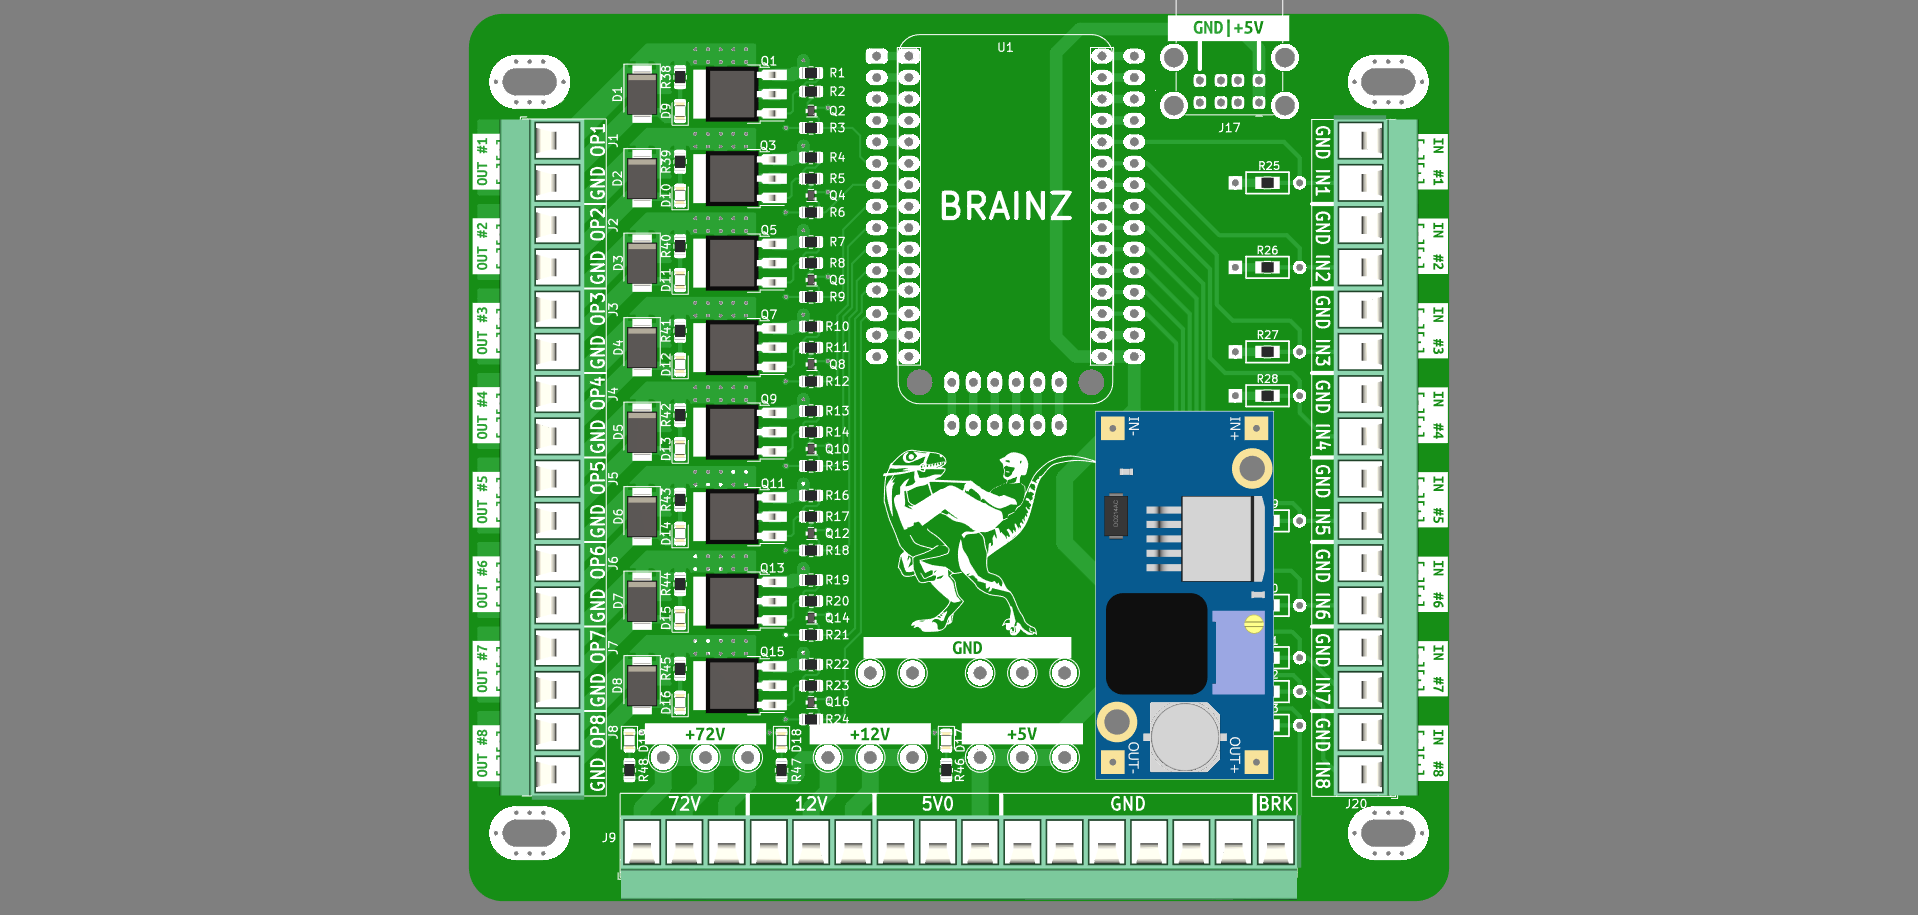 GND|+5V
U1
J17
BRAINZ
D1
R38
D9
Q1
R1
R2
Q2
R3
D2
R39
D10
Q3
R4
R5
Q4
R6
D3
R40
D11
Q5
R7
R8
Q6
R9
D4
R41
D12
Q7
R10
R11
Q8
R12
D5
R42
D13
Q9
R13
R14
Q10
R15
D6
R43
D14
Q11
R16
R17
Q12
R18
D7
R44
D15
Q13
R19
R20
Q14
R21
D8
R45
D16
Q15
R22
R23
Q16
R24
OUT #1
OUT #2
OUT #3
OUT #4
OUT #5
OUT #6
OUT #7
OUT #8
GND OP1
GND OP2
GND OP3
GND OP4
GND OP5
GND OP6
GND OP7
GND OP8
J1
J2
J3
J4
J5
J6
J7
J8
R25
R26
R27
R28
GND IN1
GND IN2
GND IN3
GND IN4
GND IN5
GND IN6
GND IN7
GND IN8
IN #1
IN #2
IN #3
IN #4
IN #5
IN #6
IN #7
IN #8
J20
IN-
IN+
OUT-
OUT+
GND
+72V
+12V
+5V
D19
R48
D18
R47
D17
R46
72V
12V
5V0
GND
BRK
J9